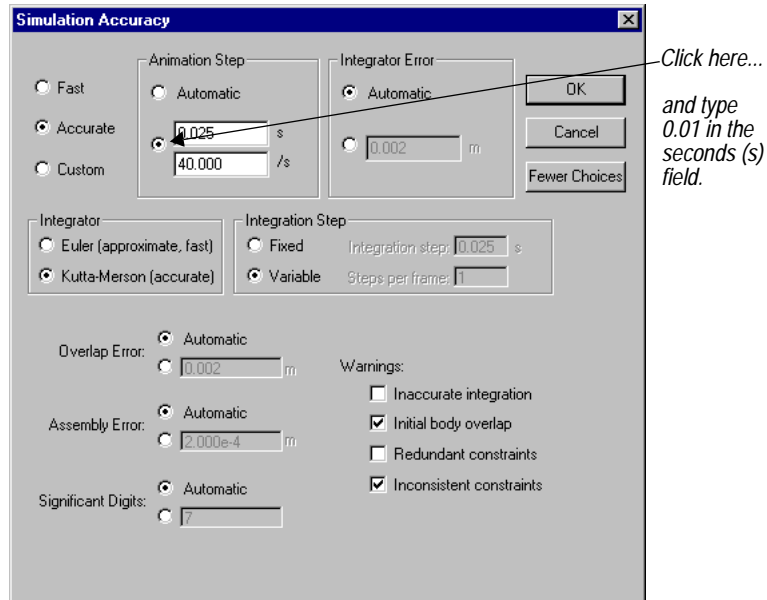 Simulation Accuracy
Fast
Accurate
Custom
Animation Step
Automatic
0.025 s
40.000 /s
Integrator Error
Automatic
0.002 m
OK
Cancel
Fewer Choices
Click here...
and type
0.01 in the
seconds (s)
field.
Integrator
Euler (approximate, fast)
Kutta-Merson (accurate)
Integration Step
Fixed
Variable
Integration step: 0.025 s
Steps per frame: 1
Overlap Error:
Automatic
0.002 m
Assembly Error:
Automatic
2.000e-4 m
Significant Digits:
Automatic
7
Warnings:
Inaccurate integration
Initial body overlap
Redundant constraints
Inconsistent constraints